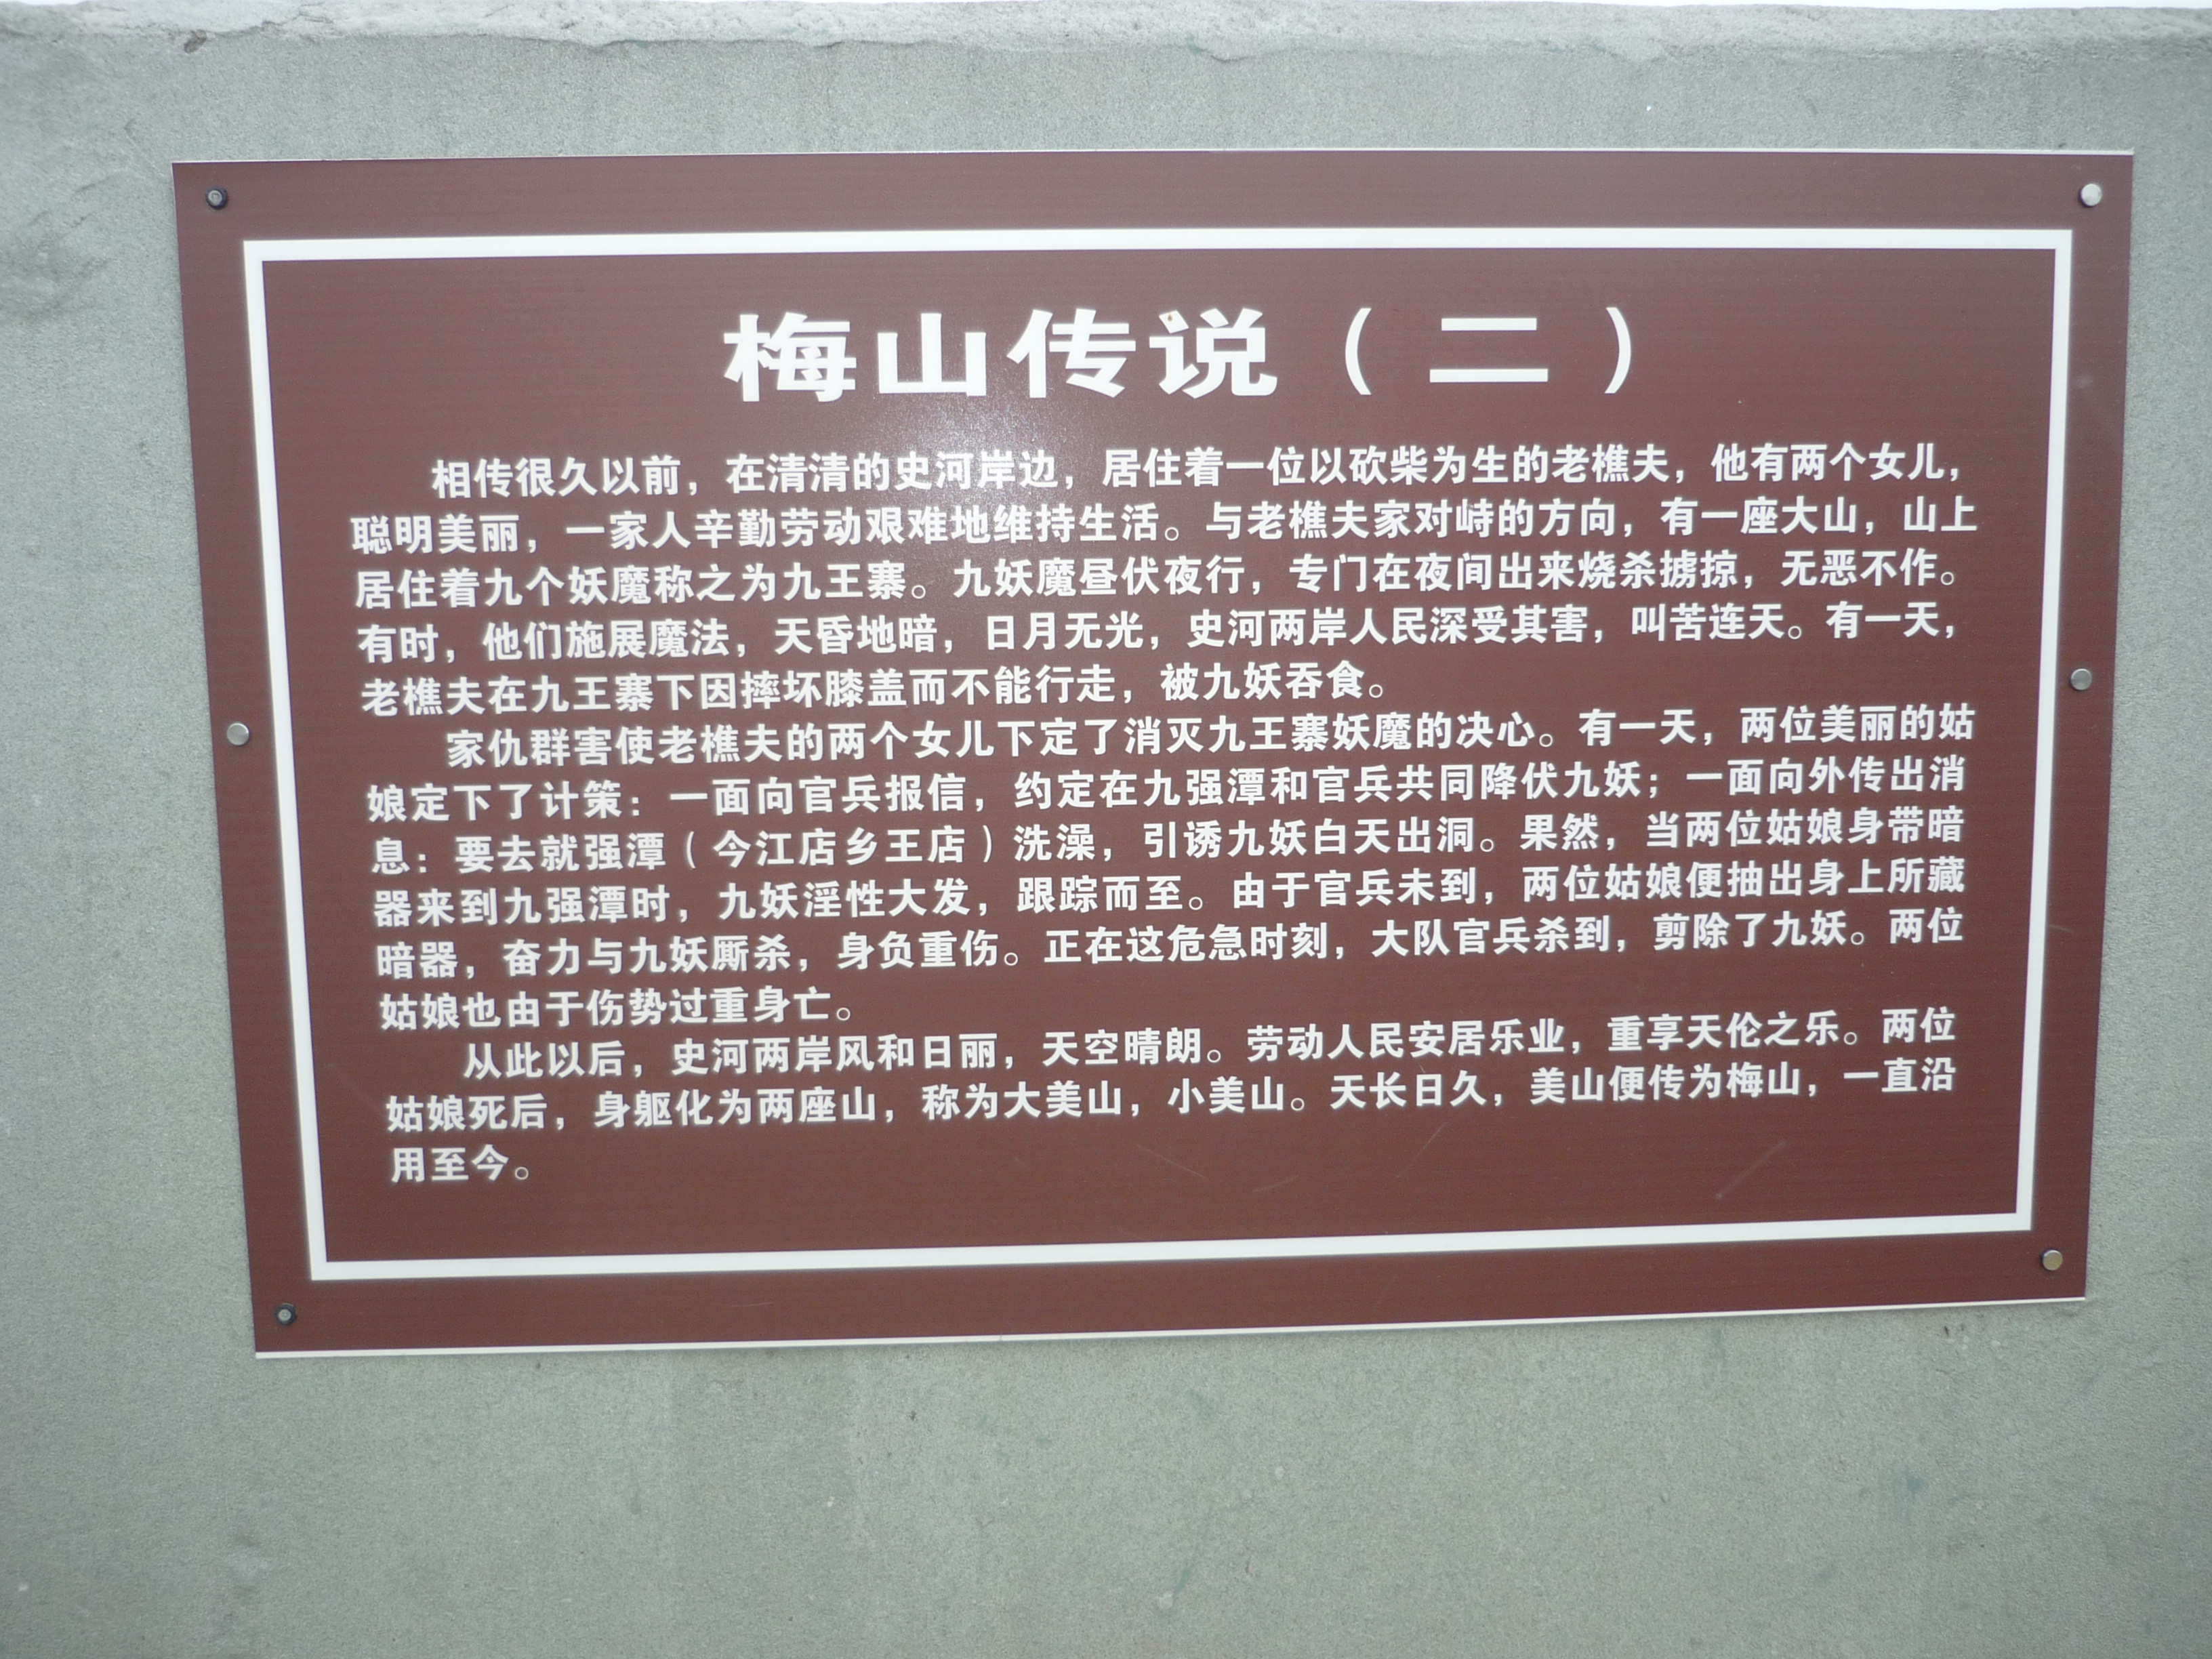 梅山传说（二）
相传很久以前，在清清的史河岸边，居住着一位以砍柴为生的老樵夫，他有两个女儿，
聪明美丽，一家人辛勤劳动艰难地维持生活。与老樵夫家对峙的方向，有一座大山，山上
居住着九个妖魔称之为九王寨。九妖魔昼伏夜行，专门在夜间出来烧杀掳掠，无恶不作。
有时，他们施展魔法，天昏地暗，日月无光，史河两岸人民深受其害，叫苦连天。有一天，
老樵夫在九王寨下因摔坏膝盖而不能行走，被九妖吞食。
家仇群害使老樵夫的两个女儿下定了消灭九王寨妖魔的决心。有一天，两位美丽的姑
娘定下了计策：一面向官兵报信，约定在九强潭和官兵共同降伏九妖；一面向外传出消
息：要去就强潭（今江店乡王店）洗澡，引诱九妖白天出洞。果然，当两位姑娘身带暗
器来到九强潭时，九妖淫性大发，跟踪而至。由于官兵未到，两位姑娘便抽出身上所藏
暗器，奋力与九妖厮杀，身负重伤。正在这危急时刻，大队官兵杀到，剪除了九妖。两位
姑娘也由于伤势过重身亡。
从此以后，史河两岸风和日丽，天空晴朗。劳动人民安居乐业，重享天伦之乐。两位
姑娘死后，身躯化为两座山，称为大美山，小美山。天长日久，美山便传为梅山，一直沿
用至今。